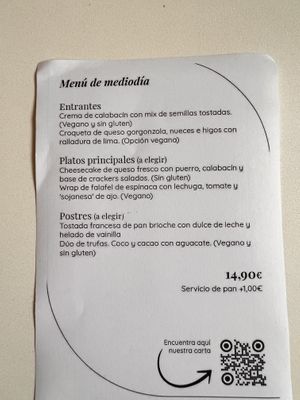 Menú de mediodía
Entrantes
Crema de calabacín con mix de semillas tostadas.
(Vegano y sin gluten)
Croqueta de queso gorgonzola, nueces e higos con
ralladura de lima. (Opción vegana)
Platos principales (a elegir)
Cheesecake de queso fresco con puerro, calabacín y
base de crackers salados. (Sin gluten)
Wrap de falafel de espinaca con lechuga, tomate y
'sojanesa' de ajo. (Vegano)
Postres (a elegir)
Tostada francesa de pan brioche con dulce de leche y
helado de vainilla
Dúo de trufas. Coco y cacao con aguacate. (Vegano y
sin gluten)
14,90€
Servicio de pan +1,00€
Encuentra aquí
nuestra carta